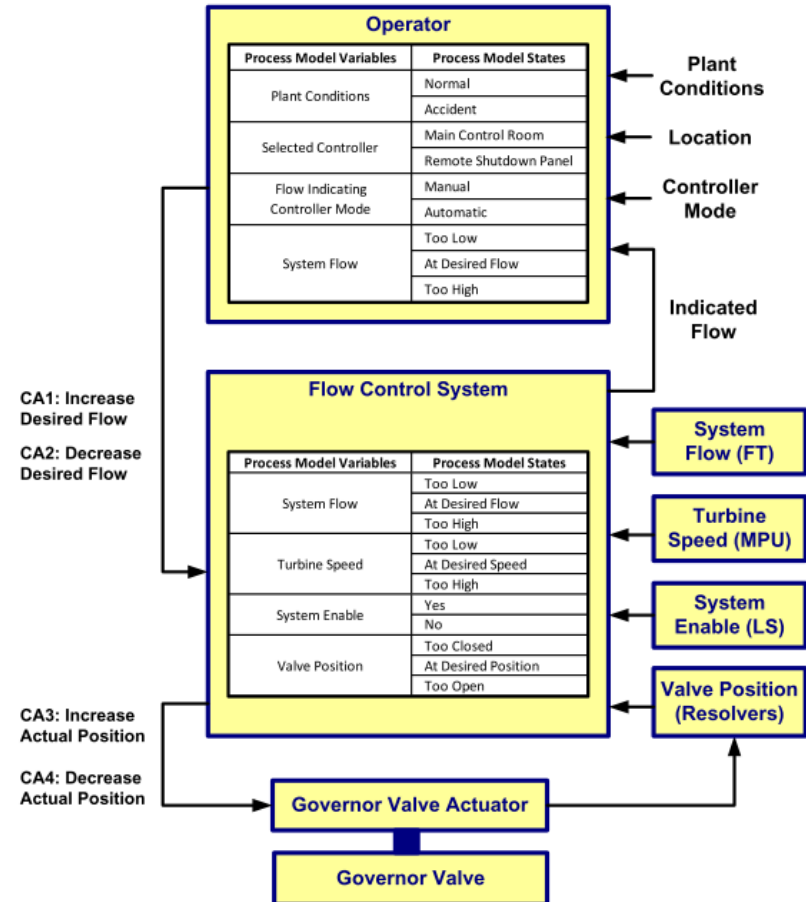 Operator
Process Model Variables Process Model States
Plant Conditions
Normal
Accident
Selected Controller
Main Control Room
Remote Shutdown Panel
Flow Indicating
Controller Mode
Manual
Automatic
System Flow
Too Low
At Desired Flow
Too High
Plant
Conditions
Location
Controller
Mode
Indicated
Flow
CA1: Increase
Desired Flow
CA2: Decrease
Desired Flow
Flow Control System
Process Model Variables Process Model States
System Flow
Too Low
At Desired Flow
Too High
Turbine Speed
Too Low
At Desired Speed
Too High
System Enable
Yes
No
Valve Position
Too Closed
At Desired Position
Too Open
System
Flow (FT)
Turbine
Speed (MPU)
System
Enable (LS)
Valve Position
(Resolvers)
CA3: Increase
Actual Position
CA4: Decrease
Actual Position
Governor Valve Actuator
Governor Valve